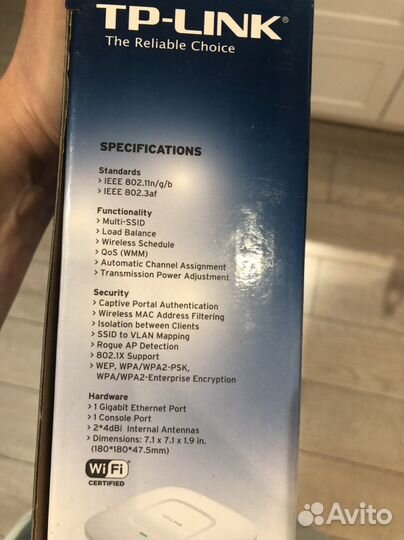 TP-LINK®
The Reliable Choice
SPECIFICATIONS
Standards
> IEEE 802.11n/g/b
> IEEE 802.3af
Functionality
> Multi-SSID
> Load Balance
> Wireless Schedule
> QoS (WMM)
> Automatic Channel Assignment
> Transmission Power Adjustment
Security
> Captive Portal Authentication
> Wireless MAC Address Filtering
> Isolation between Clients
> SSID to VLAN Mapping
> Rogue AP Detection
> 802.1X Support
> WEP, WPA/WPA2-PSK,
WPA/WPA2-Enterprise Encryption
Hardware
> 1 Gigabit Ethernet Port
> 1 Console Port
> 2*4dBi Internal Antennas
> Dimensions: 7.1 x 7.1 x 1.9 in.
(180*180*47.5mm)
Wi Fi
CERTIFIED
TP-LINK
Avito